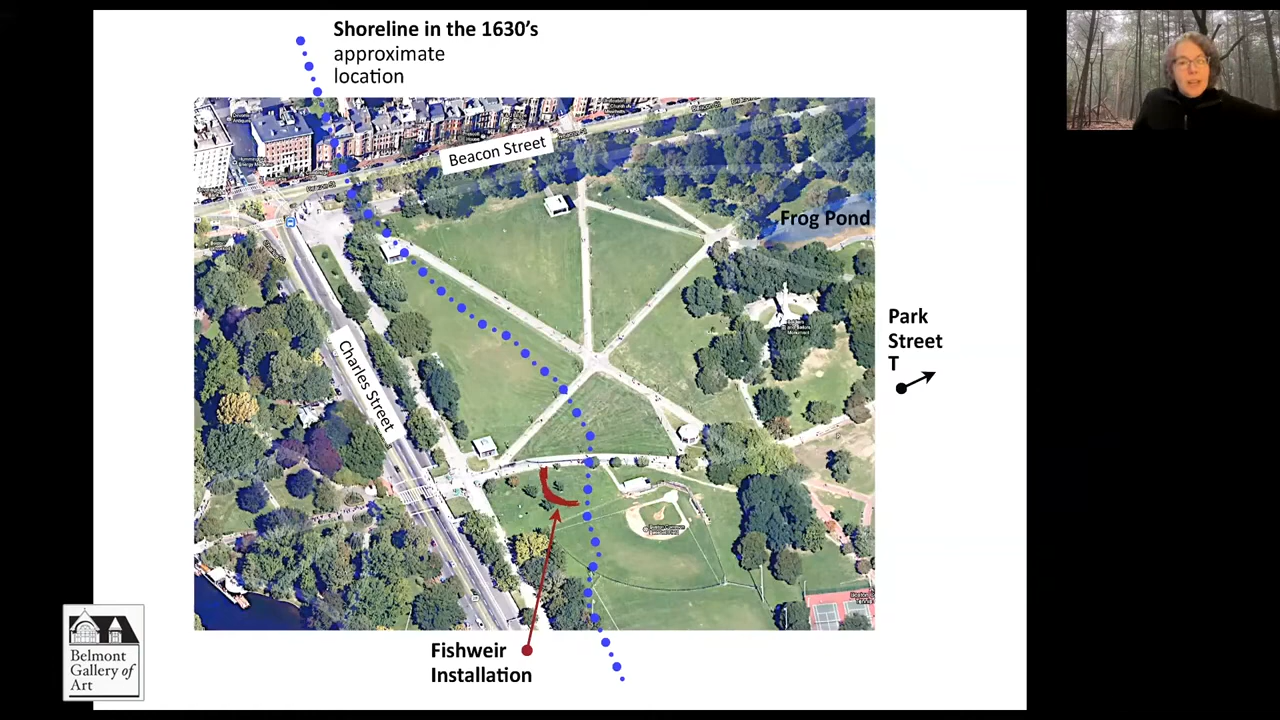 Shoreline in the 1630's
approximate
location
Beacon Street
Frog Pond
Charles Street
Park
Street
T
Fishweir
Installation
Belmont
Gallery of
Art